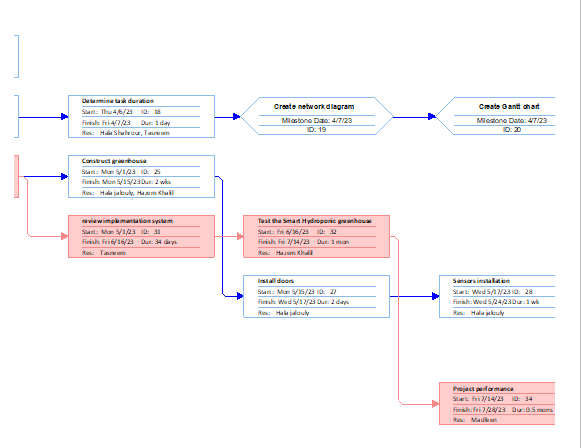 Determine task duration
Start: Thu 4/6/23 ID: 18
Finish: Fri 4/7/23 Dur: 1 day
Res: Hala Shahrour, Tasneem
Create network diagram
Milestone Date: 4/7/23
ID: 19
Create Gantt chart
Milestone Date: 4/7/23
ID: 20
Construct greenhouse
Start: Mon 5/1/23 ID: 25
Finish: Mon 5/15/23 Dur: 2 wks
Res: Hala jalouly, Hazem Khalil
review implementation system
Start: Mon 5/1/23 ID: 31
Finish: Fri 6/16/23 Dur: 34 days
Res: Tasneem
Test the Smart Hydroponic greenhouse
Start: Fri 6/16/23 ID: 32
Finish: Fri 7/14/23 Dur: 1 mon
Res: Hazem Khalil
Install doors
Start: Mon 5/15/23 ID: 27
Finish: Wed 5/17/23 Dur: 2 days
Res: Hala jalouly
Sensors installation
Start: Wed 5/17/23 ID: 28
Finish: Wed 5/24/23 Dur: 1 wk
Res: Hala jalouly
Project performance
Start: Fri 7/14/23 ID: 34
Finish: Fri 7/28/23 Dur: 0.5 mons
Res: Madleen